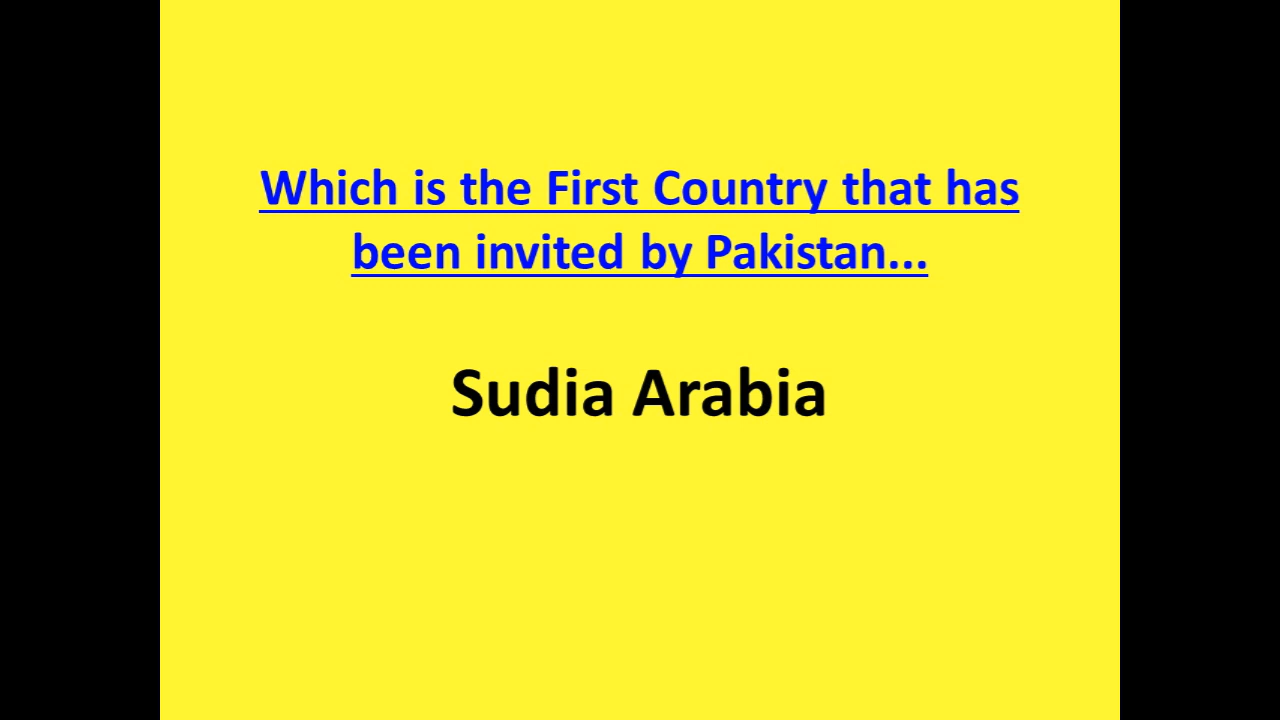 Which is the First Country that has
been invited by Pakistan...
Sudia Arabia